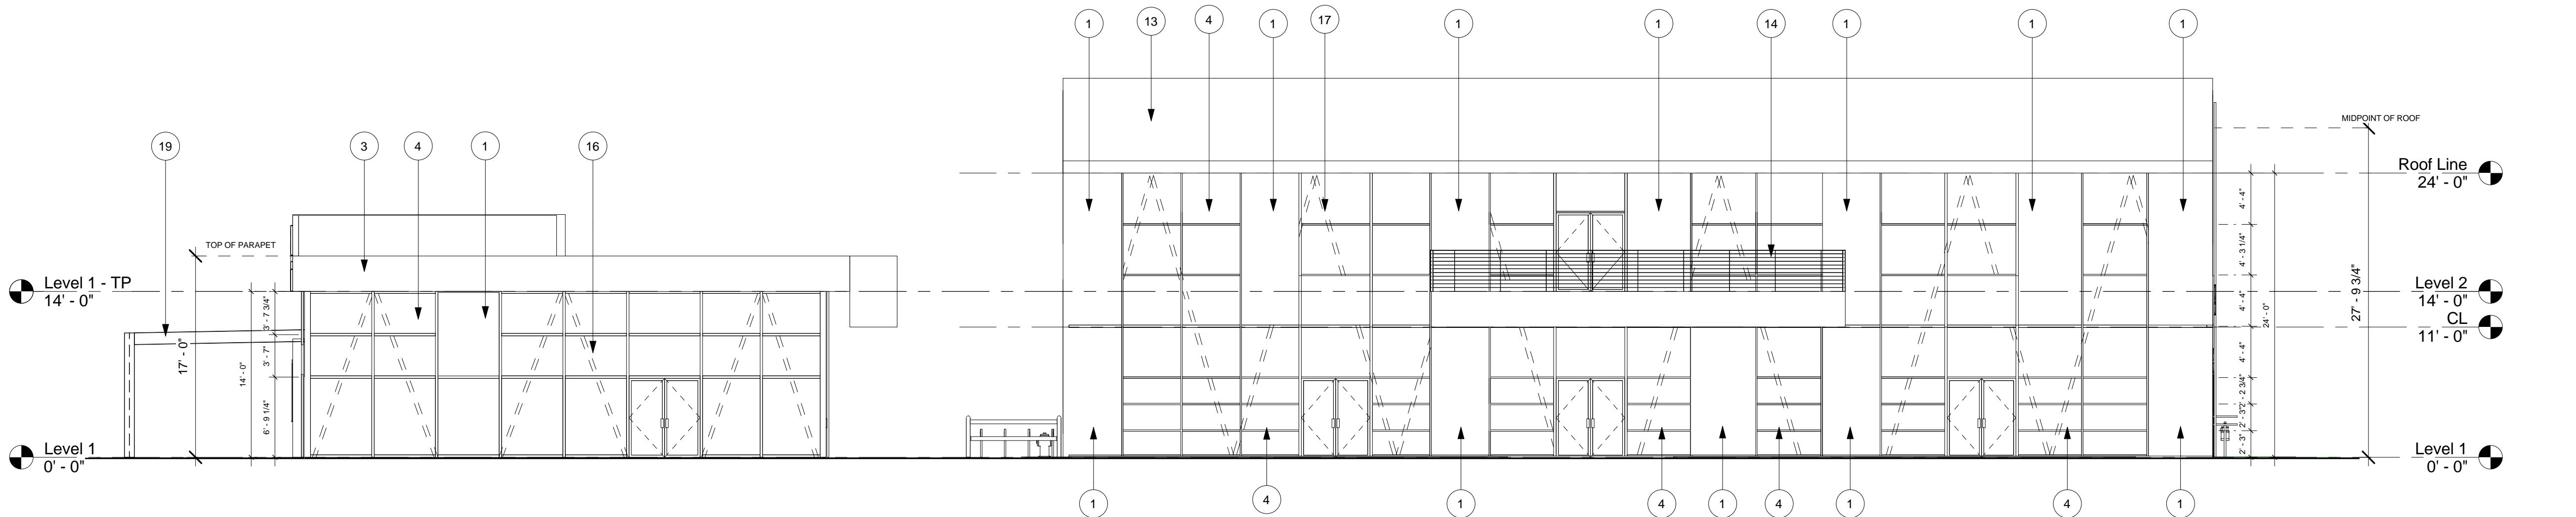 1
13
4
1
17
1
1
14
1
1
1
19
3
4
1
16
MIDPOINT OF ROOF
Roof Line
24' - 0"
TOP OF PARAPET
Level 1 - TP
14' - 0"
Level 2
14' - 0"
CL
11' - 0"
17' - 0"
14' - 0"
3' - 7 3/4"
3' - 7"
6' - 9 1/4"
4' - 4"
4' - 3 1/4"
4' - 4"
4' - 4"
2' - 2 3/4"
2' - 3"
2' - 3"
24' - 0"
27' - 9 3/4"
Level 1
0' - 0"
Level 1
0' - 0"
1
4
1
4
1
4
1
4
1